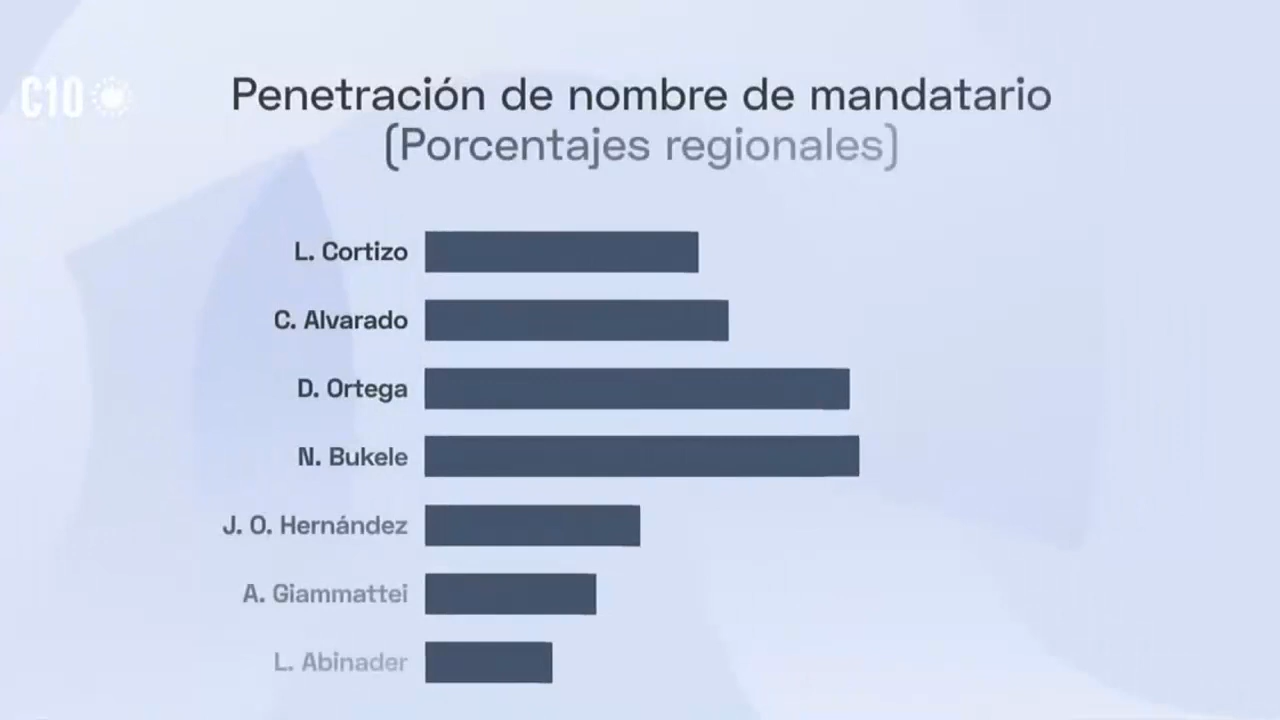 C10
Penetración de nombre de mandatario
(Porcentajes regionales)
L. Cortizo
C. Alvarado
D. Ortega
N. Bukele
J. O. Hernández
A. Giammattei
L. Abinader